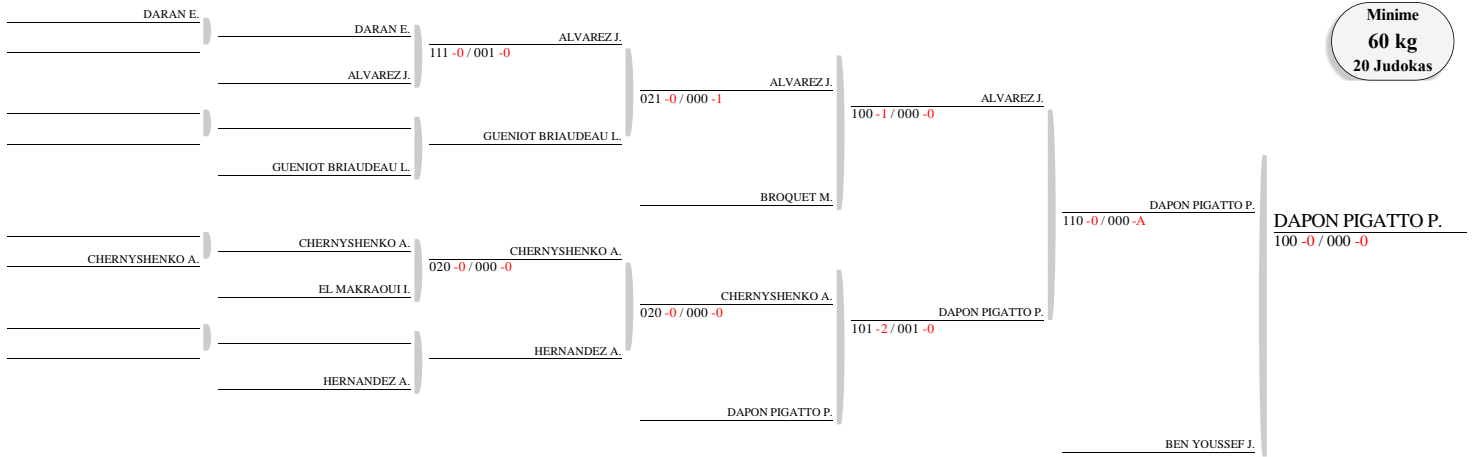 Minime
60 kg
20 Judokas
DARAN E.
CHERNYSHENKO A.
DARAN E.
ALVAREZ J.
GUENIOT BRIAUDEAU L.
CHERNYSHENKO A.
EL MAKRAOUI I.
HERNANDEZ A.
ALVAREZ J.
111 -0 / 001 -0
GUENIOT BRIAUDEAU L.
CHERNYSHENKO A.
020 -0 / 000 -0
HERNANDEZ A.
ALVAREZ J.
021 -0 / 000 -1
BROQUET M.
CHERNYSHENKO A.
020 -0 / 000 -0
DAPON PIGATTO P.
ALVAREZ J.
100 -1 / 000 -0
DAPON PIGATTO P.
101 -2 / 001 -0
DAPON PIGATTO P.
110 -0 / 000 -A
BEN YOUSSEF J.
DAPON PIGATTO P.
100 -0 / 000 -0